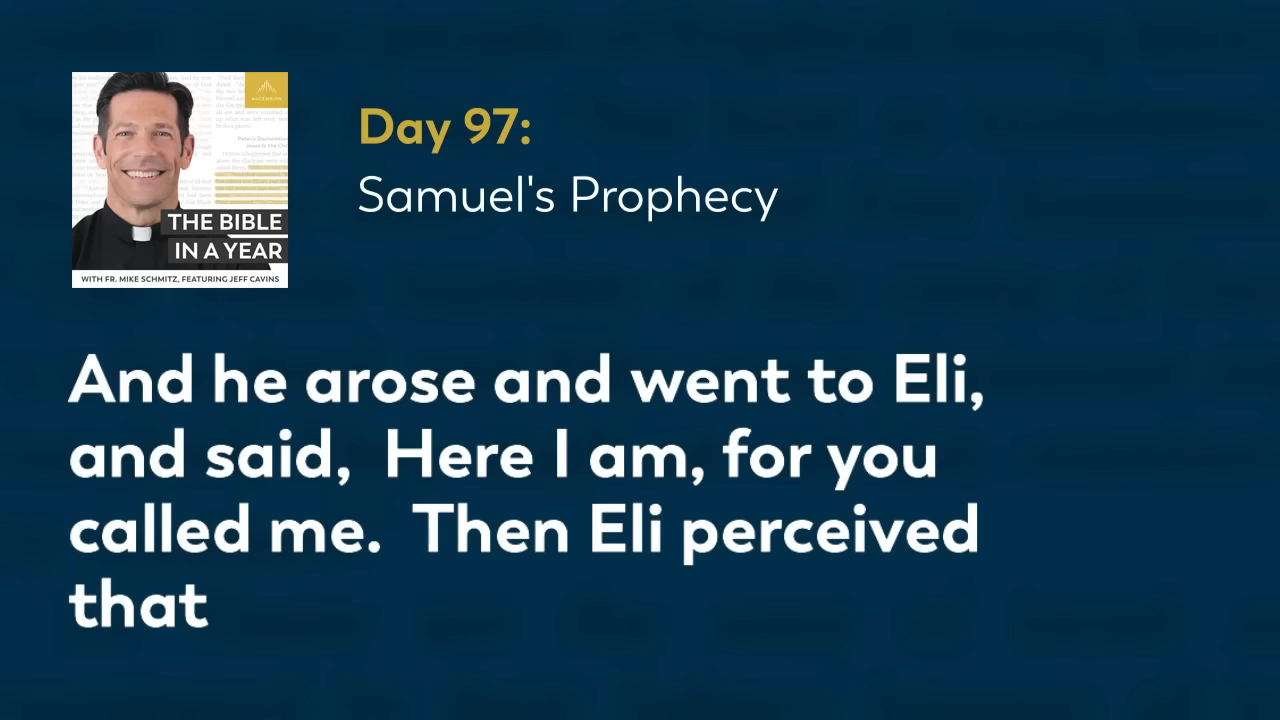 Day 97:
Samuel's Prophecy
THE BIBLE
IN A YEAR
WITH FR. MIKE SCHMITZ, FEATURING JEFF CAVINS
And he arose and went to Eli,
and said,  Here I am, for you
called me.  Then Eli perceived
that